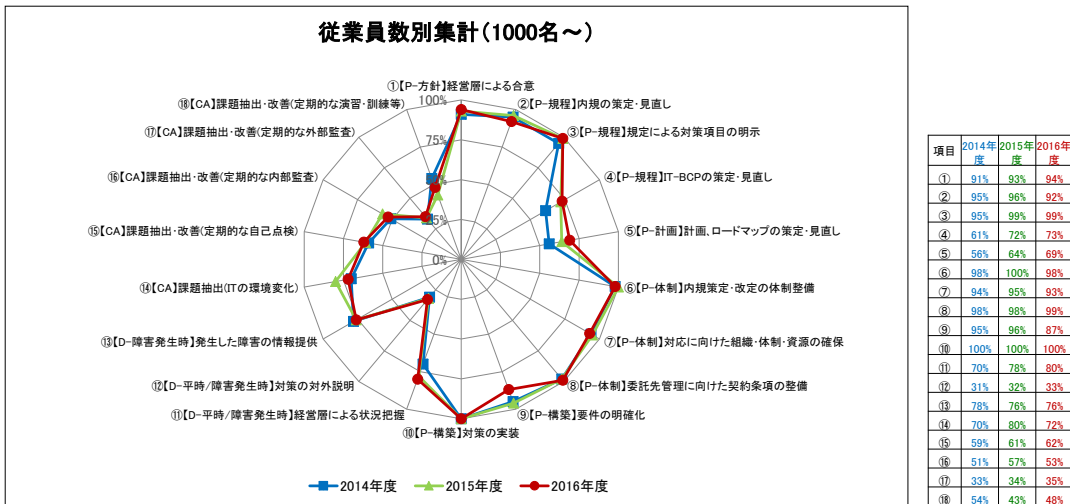 従業員数別集計(1000名～)
①【P-方針】経営層による合意
②【P-規程】内規の策定・見直し
③【P-規程】規定による対策項目の明示
④【P-規程】IT-BCPの策定・見直し
⑤【P-計画】計画、ロードマップの策定・見直し
⑥【P-体制】内規策定・改定の体制整備
⑦【P-体制】対応に向けた組織・体制・資源の確保
⑧【P-体制】委託先管理に向けた契約条項の整備
⑨【P-構築】要件の明確化
⑩【P-構築】対策の実装
⑪【D-平時/障害発生時】経営層による状況把握
⑫【D-平時/障害発生時】対策の対外説明
⑬【D-障害発生時】発生した障害の情報提供
⑭【CA】課題抽出(ITの環境変化)
⑮【CA】課題抽出・改善(定期的な自己点検)
⑯【CA】課題抽出・改善(定期的な内部監査)
⑰【CA】課題抽出・改善(定期的な外部監査)
⑱【CA】課題抽出・改善(定期的な演習・訓練等)
100%
75%
0%
2014年度 2015年度 2016年度
項目 2014年度 2015年度 2016年度
① 91% 93% 94%
② 95% 96% 92%
③ 95% 99% 99%
④ 61% 72% 73%
⑤ 56% 64% 69%
⑥ 98% 100% 98%
⑦ 94% 95% 93%
⑧ 98% 98% 99%
⑨ 95% 96% 87%
⑩ 100% 100% 100%
⑪ 70% 78% 80%
⑫ 31% 32% 33%
⑬ 78% 76% 76%
⑭ 70% 80% 72%
⑮ 59% 61% 62%
⑯ 51% 57% 53%
⑰ 33% 34% 35%
⑱ 54% 43% 48%